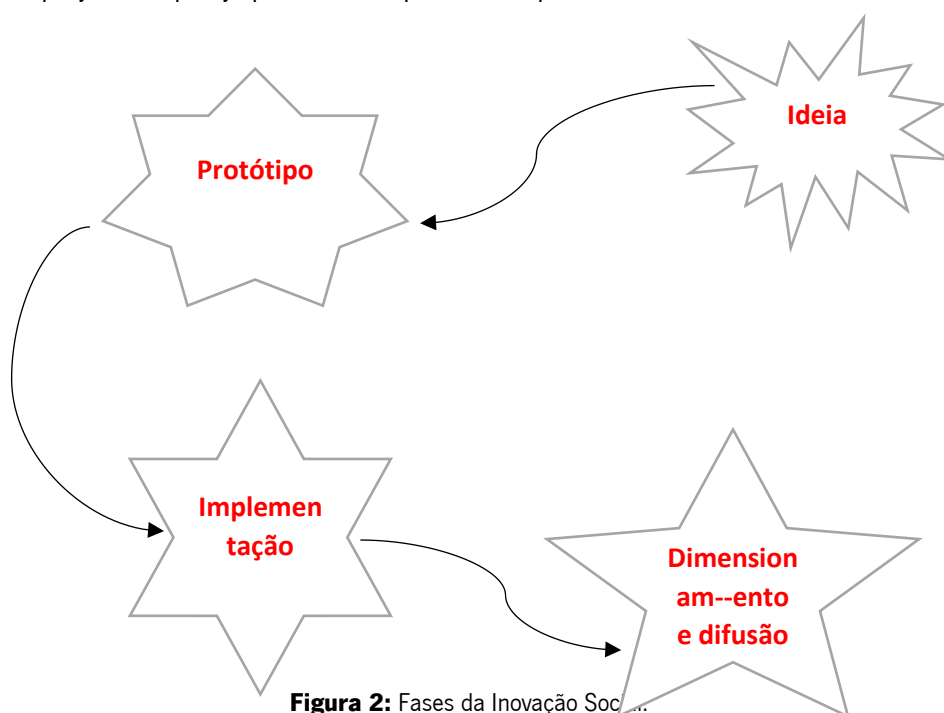 Ideia
Protótipo
Implemen
tação
Dimension
am--ento
e difusão
Figura 2: Fases da Inovação